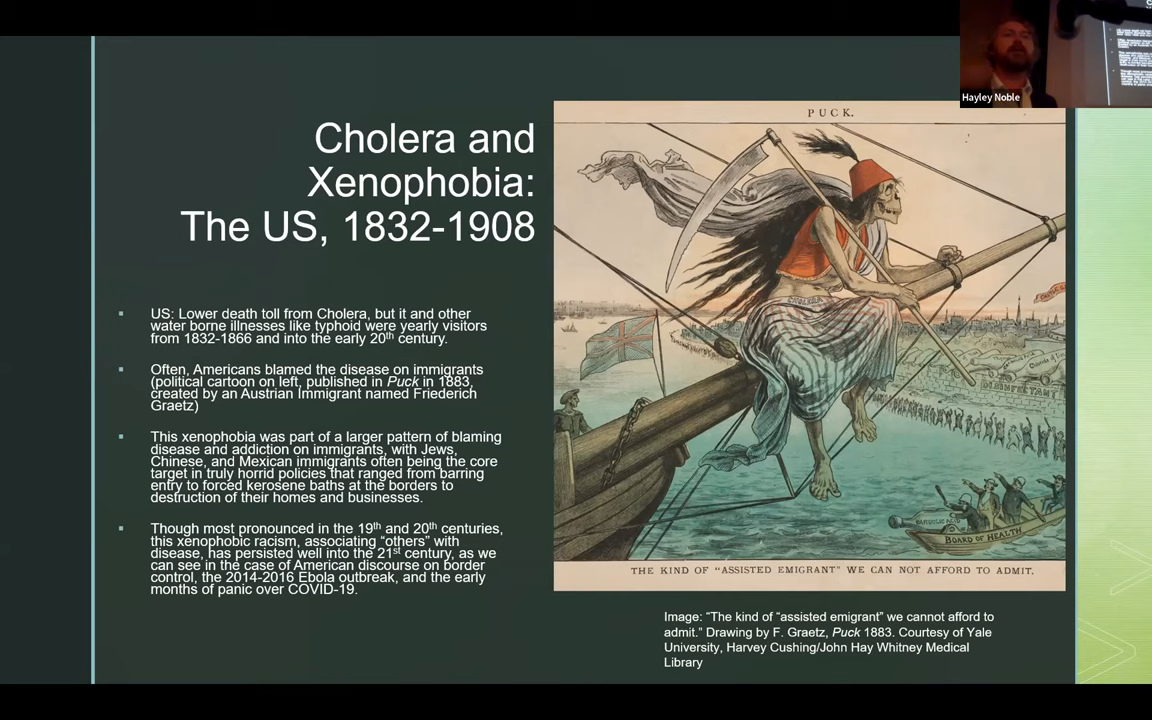 Hayley Noble
Cholera and
Xenophobia:
The US, 1832-1908
▪ US: Lower death toll from Cholera, but it and other
water borne illnesses like typhoid were yearly visitors
from 1832-1866 and into the early 20th century.
▪ Often, Americans blamed the disease on immigrants
(political cartoon on left, published in Puck in 1883,
created by an Austrian Immigrant named Friederich
Graetz)
▪ This xenophobia was part of a larger pattern of blaming
disease and addiction on immigrants, with Jews,
Chinese, and Mexican immigrants often being the core
target in truly horrid policies that ranged from barring
entry to forced kerosene baths at the borders to
destruction of their homes and businesses.
▪ Though most pronounced in the 19th and 20th centuries,
this xenophobic racism, associating “others” with
disease, has persisted well into the 21st century, as we
can see in the case of American discourse on border
control, the 2014-2016 Ebola outbreak, and the early
months of panic over COVID-19.
PUCK.
CHOLERA
DISINFECTANT
CARBOLIC ACID
BOARD OF HEALTH
THE KIND OF "ASSISTED EMIGRANT" WE CAN NOT AFFORD TO ADMIT.
Image: “The kind of “assisted emigrant” we cannot afford to
admit.” Drawing by F. Graetz, Puck 1883. Courtesy of Yale
University, Harvey Cushing/John Hay Whitney Medical
Library